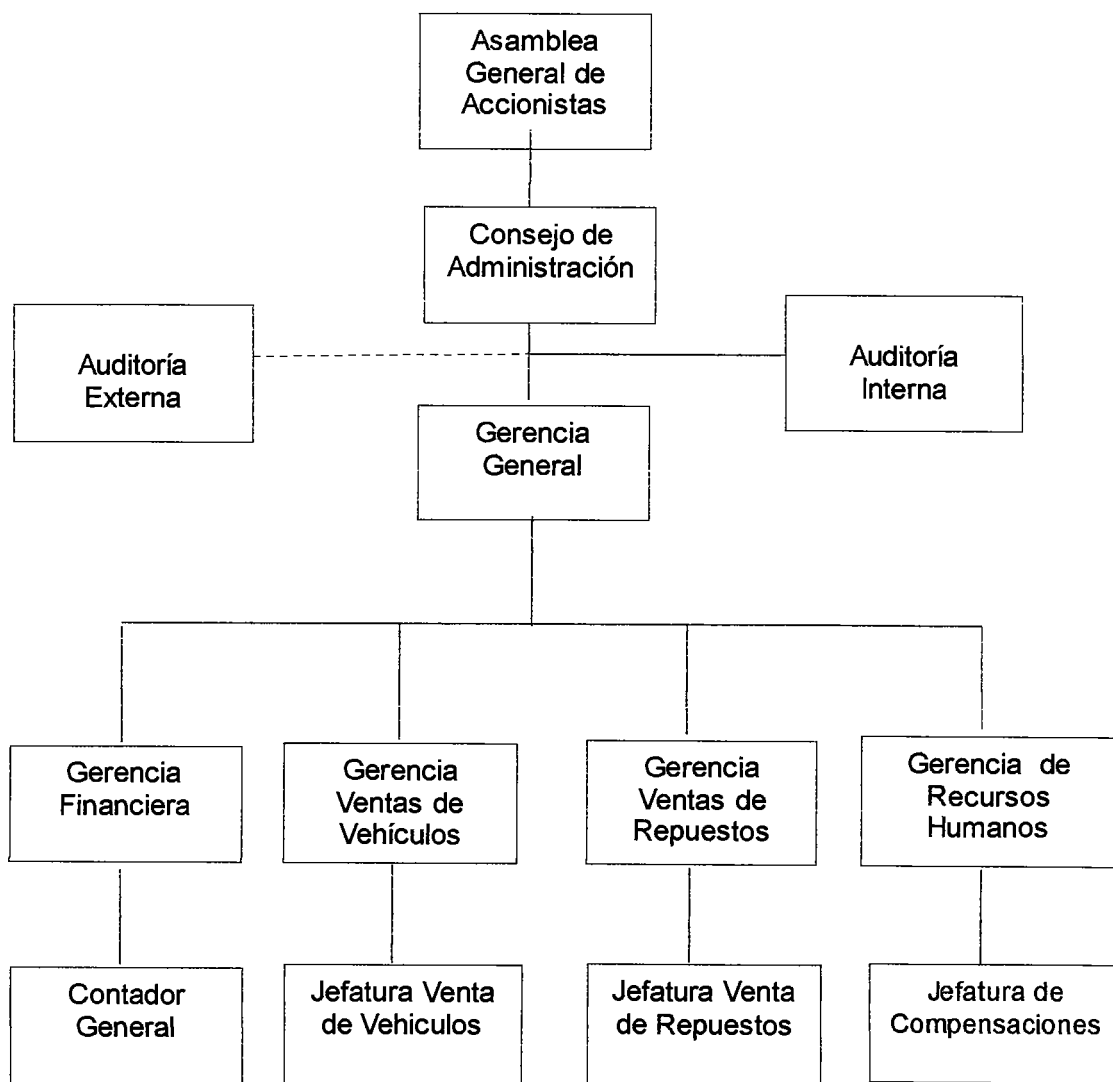 Asamblea
General de
Accionistas
Consejo de
Administración
Auditoría
Externa
Auditoría
Interna
Gerencia
General
Gerencia
Financiera
Gerencia
Ventas de
Vehículos
Gerencia
Ventas de
Repuestos
Gerencia de
Recursos
Humanos
Contador
General
Jefatura Venta
de Vehiculos
Jefatura Venta
de Repuestos
Jefatura de
Compensaciones